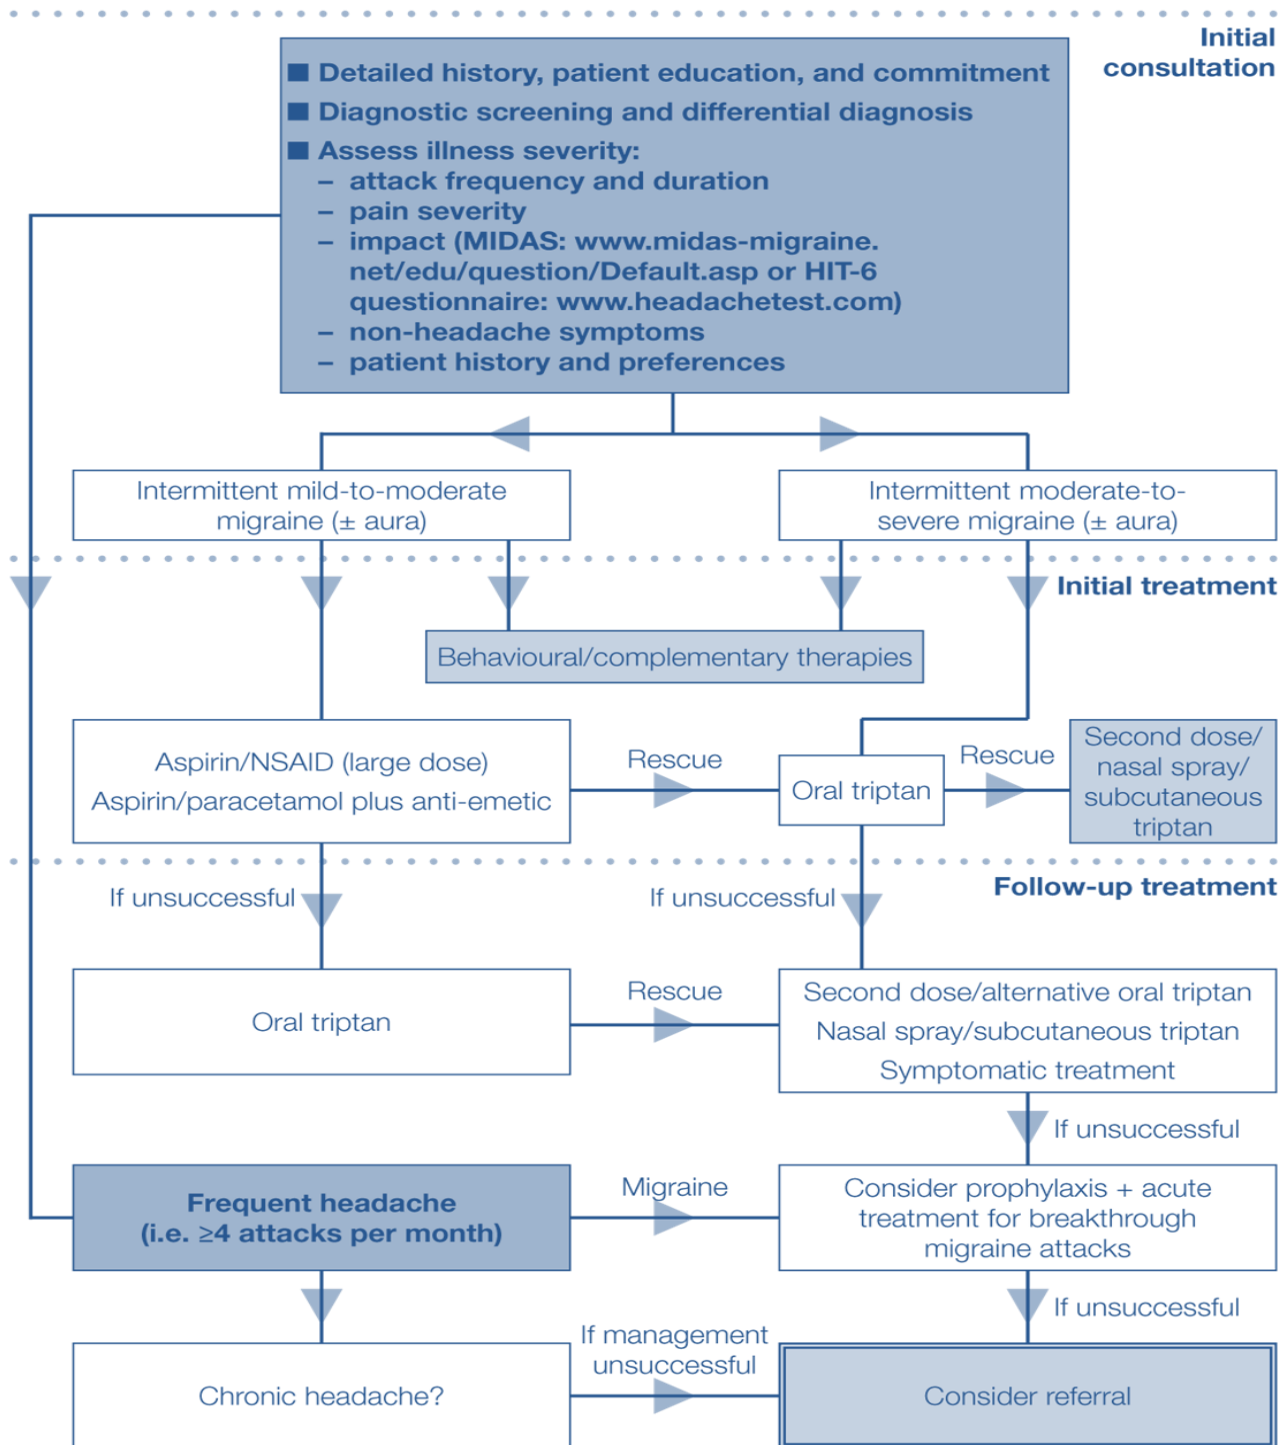 Initial
consultation
■ Detailed history, patient education, and commitment
■ Diagnostic screening and differential diagnosis
■ Assess illness severity:
– attack frequency and duration
– pain severity
– impact (MIDAS: www.midas-migraine.
net/edu/question/Default.asp or HIT-6
questionnaire: www.headachetest.com)
– non-headache symptoms
– patient history and preferences
Intermittent mild-to-moderate
migraine (± aura)
Intermittent moderate-to-
severe migraine (± aura)
Initial treatment
Behavioural/complementary therapies
Aspirin/NSAID (large dose)
Aspirin/paracetamol plus anti-emetic
Rescue
Oral triptan
Rescue
Second dose/
nasal spray/
subcutaneous
triptan
Follow-up treatment
If unsuccessful
If unsuccessful
Oral triptan
Rescue
Second dose/alternative oral triptan
Nasal spray/subcutaneous triptan
Symptomatic treatment
If unsuccessful
Frequent headache
(i.e. ≥4 attacks per month)
Migraine
Consider prophylaxis + acute
treatment for breakthrough
migraine attacks
If unsuccessful
Chronic headache?
If management
unsuccessful
Consider referral